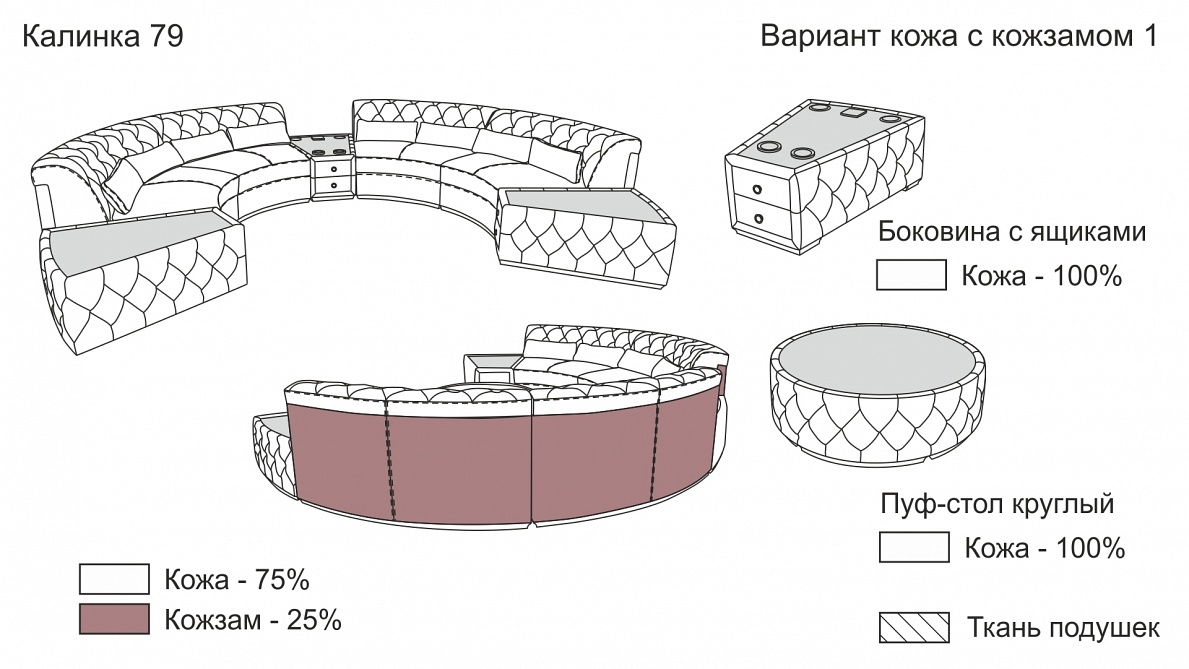 Калинка 79
Вариант кожа с кожзамом 1
Боковина с ящиками
Кожа - 100%
Пуф-стол круглый
Кожа - 100%
Кожа - 75%
Кожзам - 25%
Ткань подушек